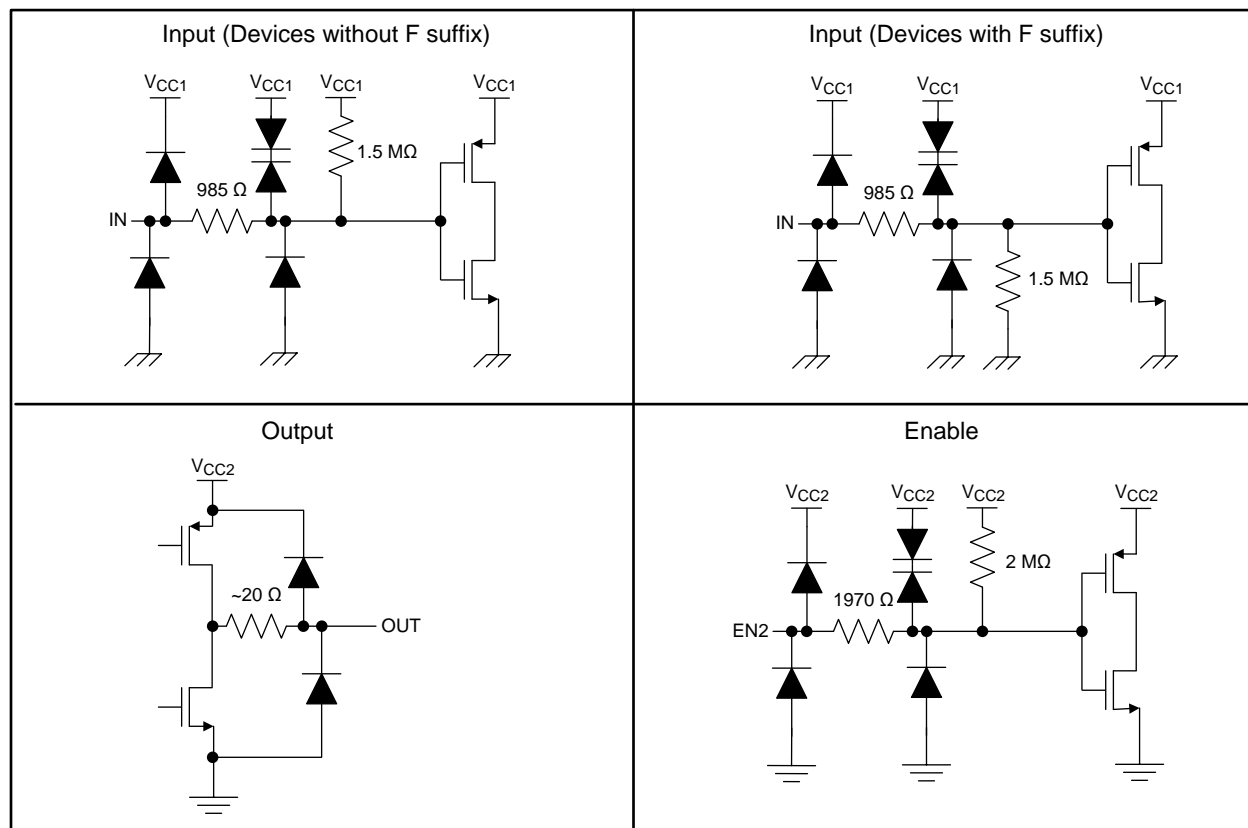 Input (Devices without F suffix)
VCC1 VCC1 VCC1 VCC1
1.5 MΩ
985 Ω
IN
Input (Devices with F suffix)
VCC1 VCC1 VCC1
985 Ω
IN
1.5 MΩ
Output
VCC2
~20 Ω
OUT
Enable
VCC2 VCC2 VCC2 VCC2
2 MΩ
1970 Ω
EN2